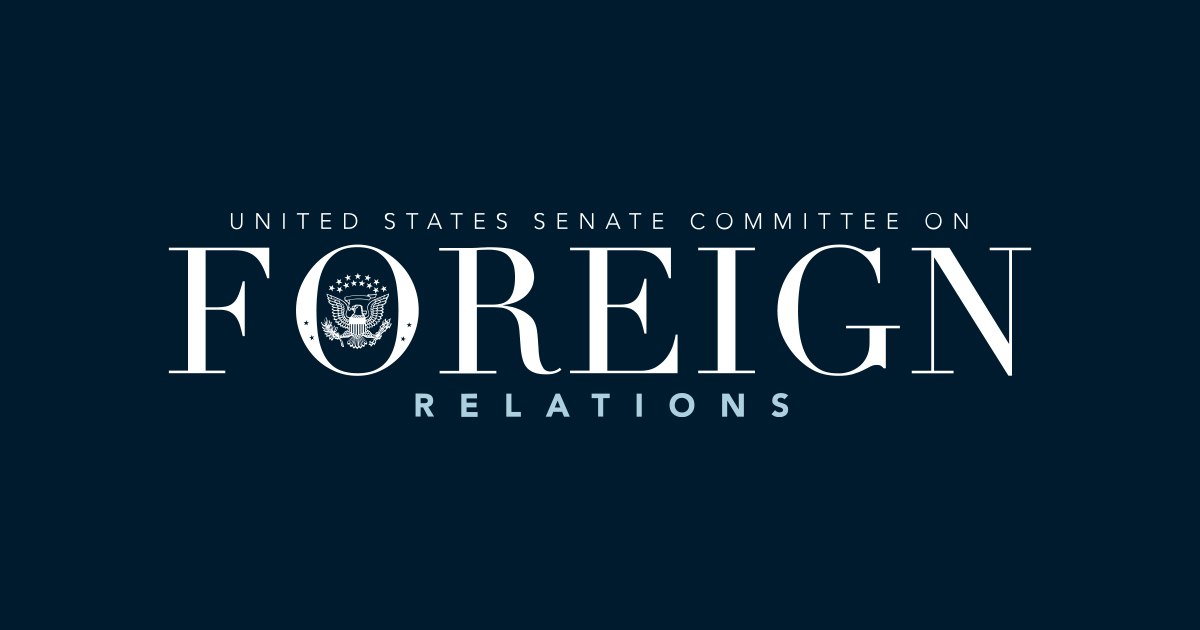 UNITED STATES SENATE COMMITTEE ON
FOREIGN
RELATIONS